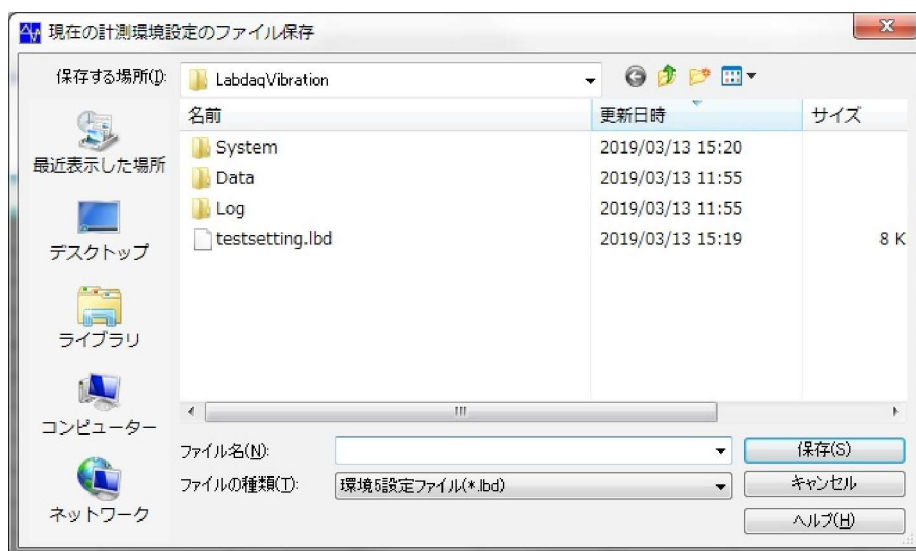 現在の計測環境設定のファイル保存
保存する場所(I):
LabdaqVibration
名前 更新日時 サイズ
System 2019/03/13 15:20
Data 2019/03/13 11:55
Log 2019/03/13 11:55
testsetting.lbd 2019/03/13 15:19 8 K
最近表示した場所
デスクトップ
ライブラリ
コンピューター
ネットワーク
ファイル名(N): 保存(S)
ファイルの種類(T): 環境5設定ファイル(*.lbd) キャンセル
ヘルプ(H)